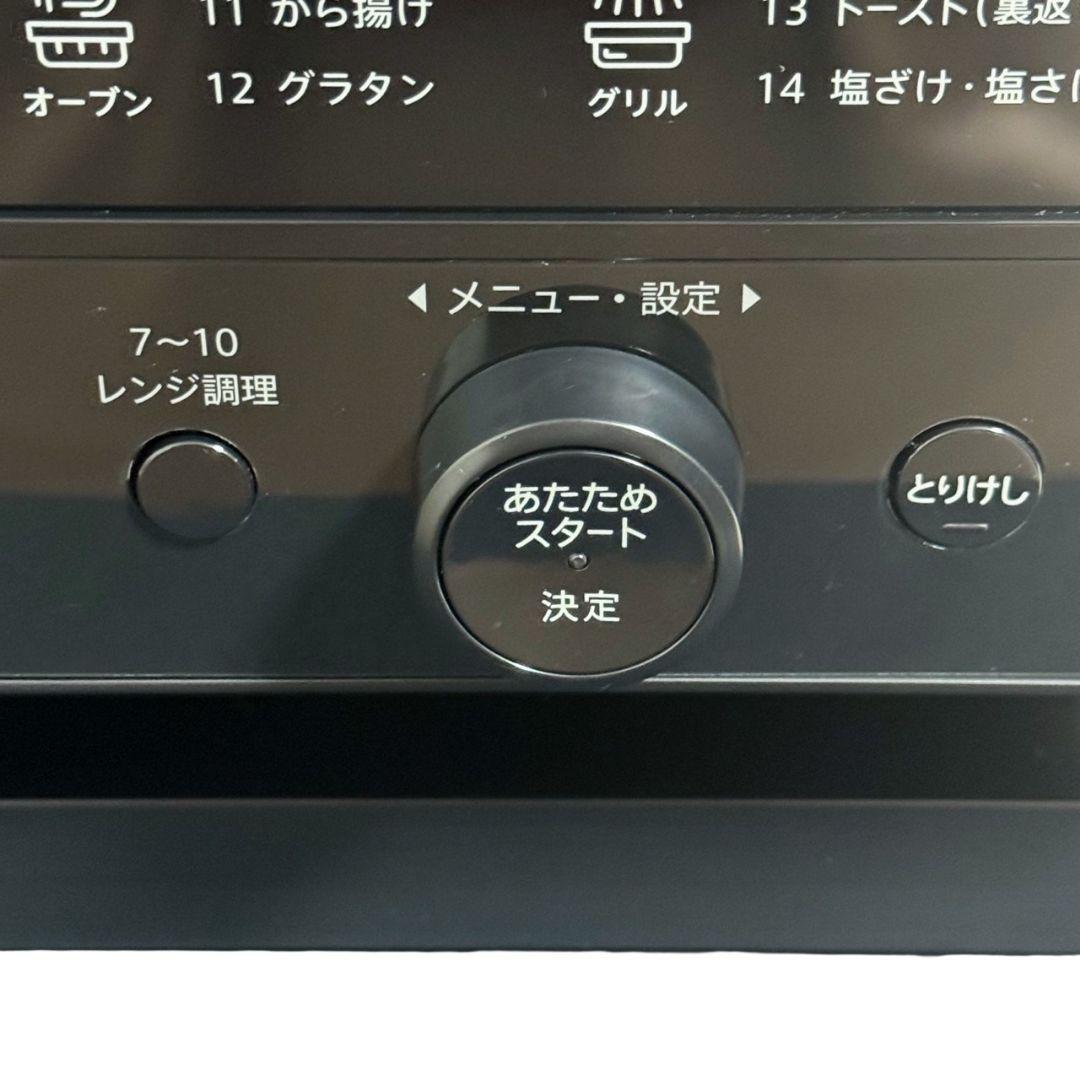 11 から揚げ
13 トースト(裏返
オーブン
12 グラタン
グリル
14 塩ざけ・塩さ
◀ メニュー・設定 ▶
7～10
レンジ調理
あたため
スタート
決定
とりけし